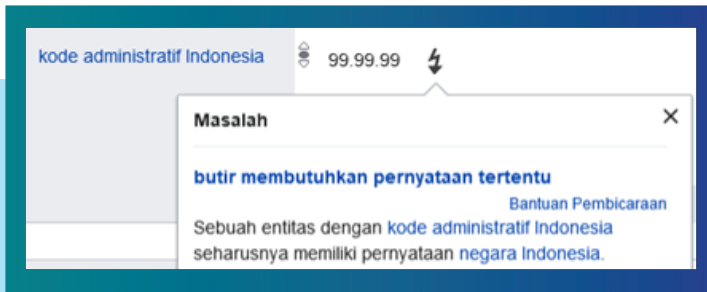 kode administratif Indonesia 99.99.99
Masalah
butir membutuhkan pernyataan tertentu
Bantuan Pembicaraan
Sebuah entitas dengan kode administratif Indonesia
seharusnya memiliki pernyataan negara Indonesia.